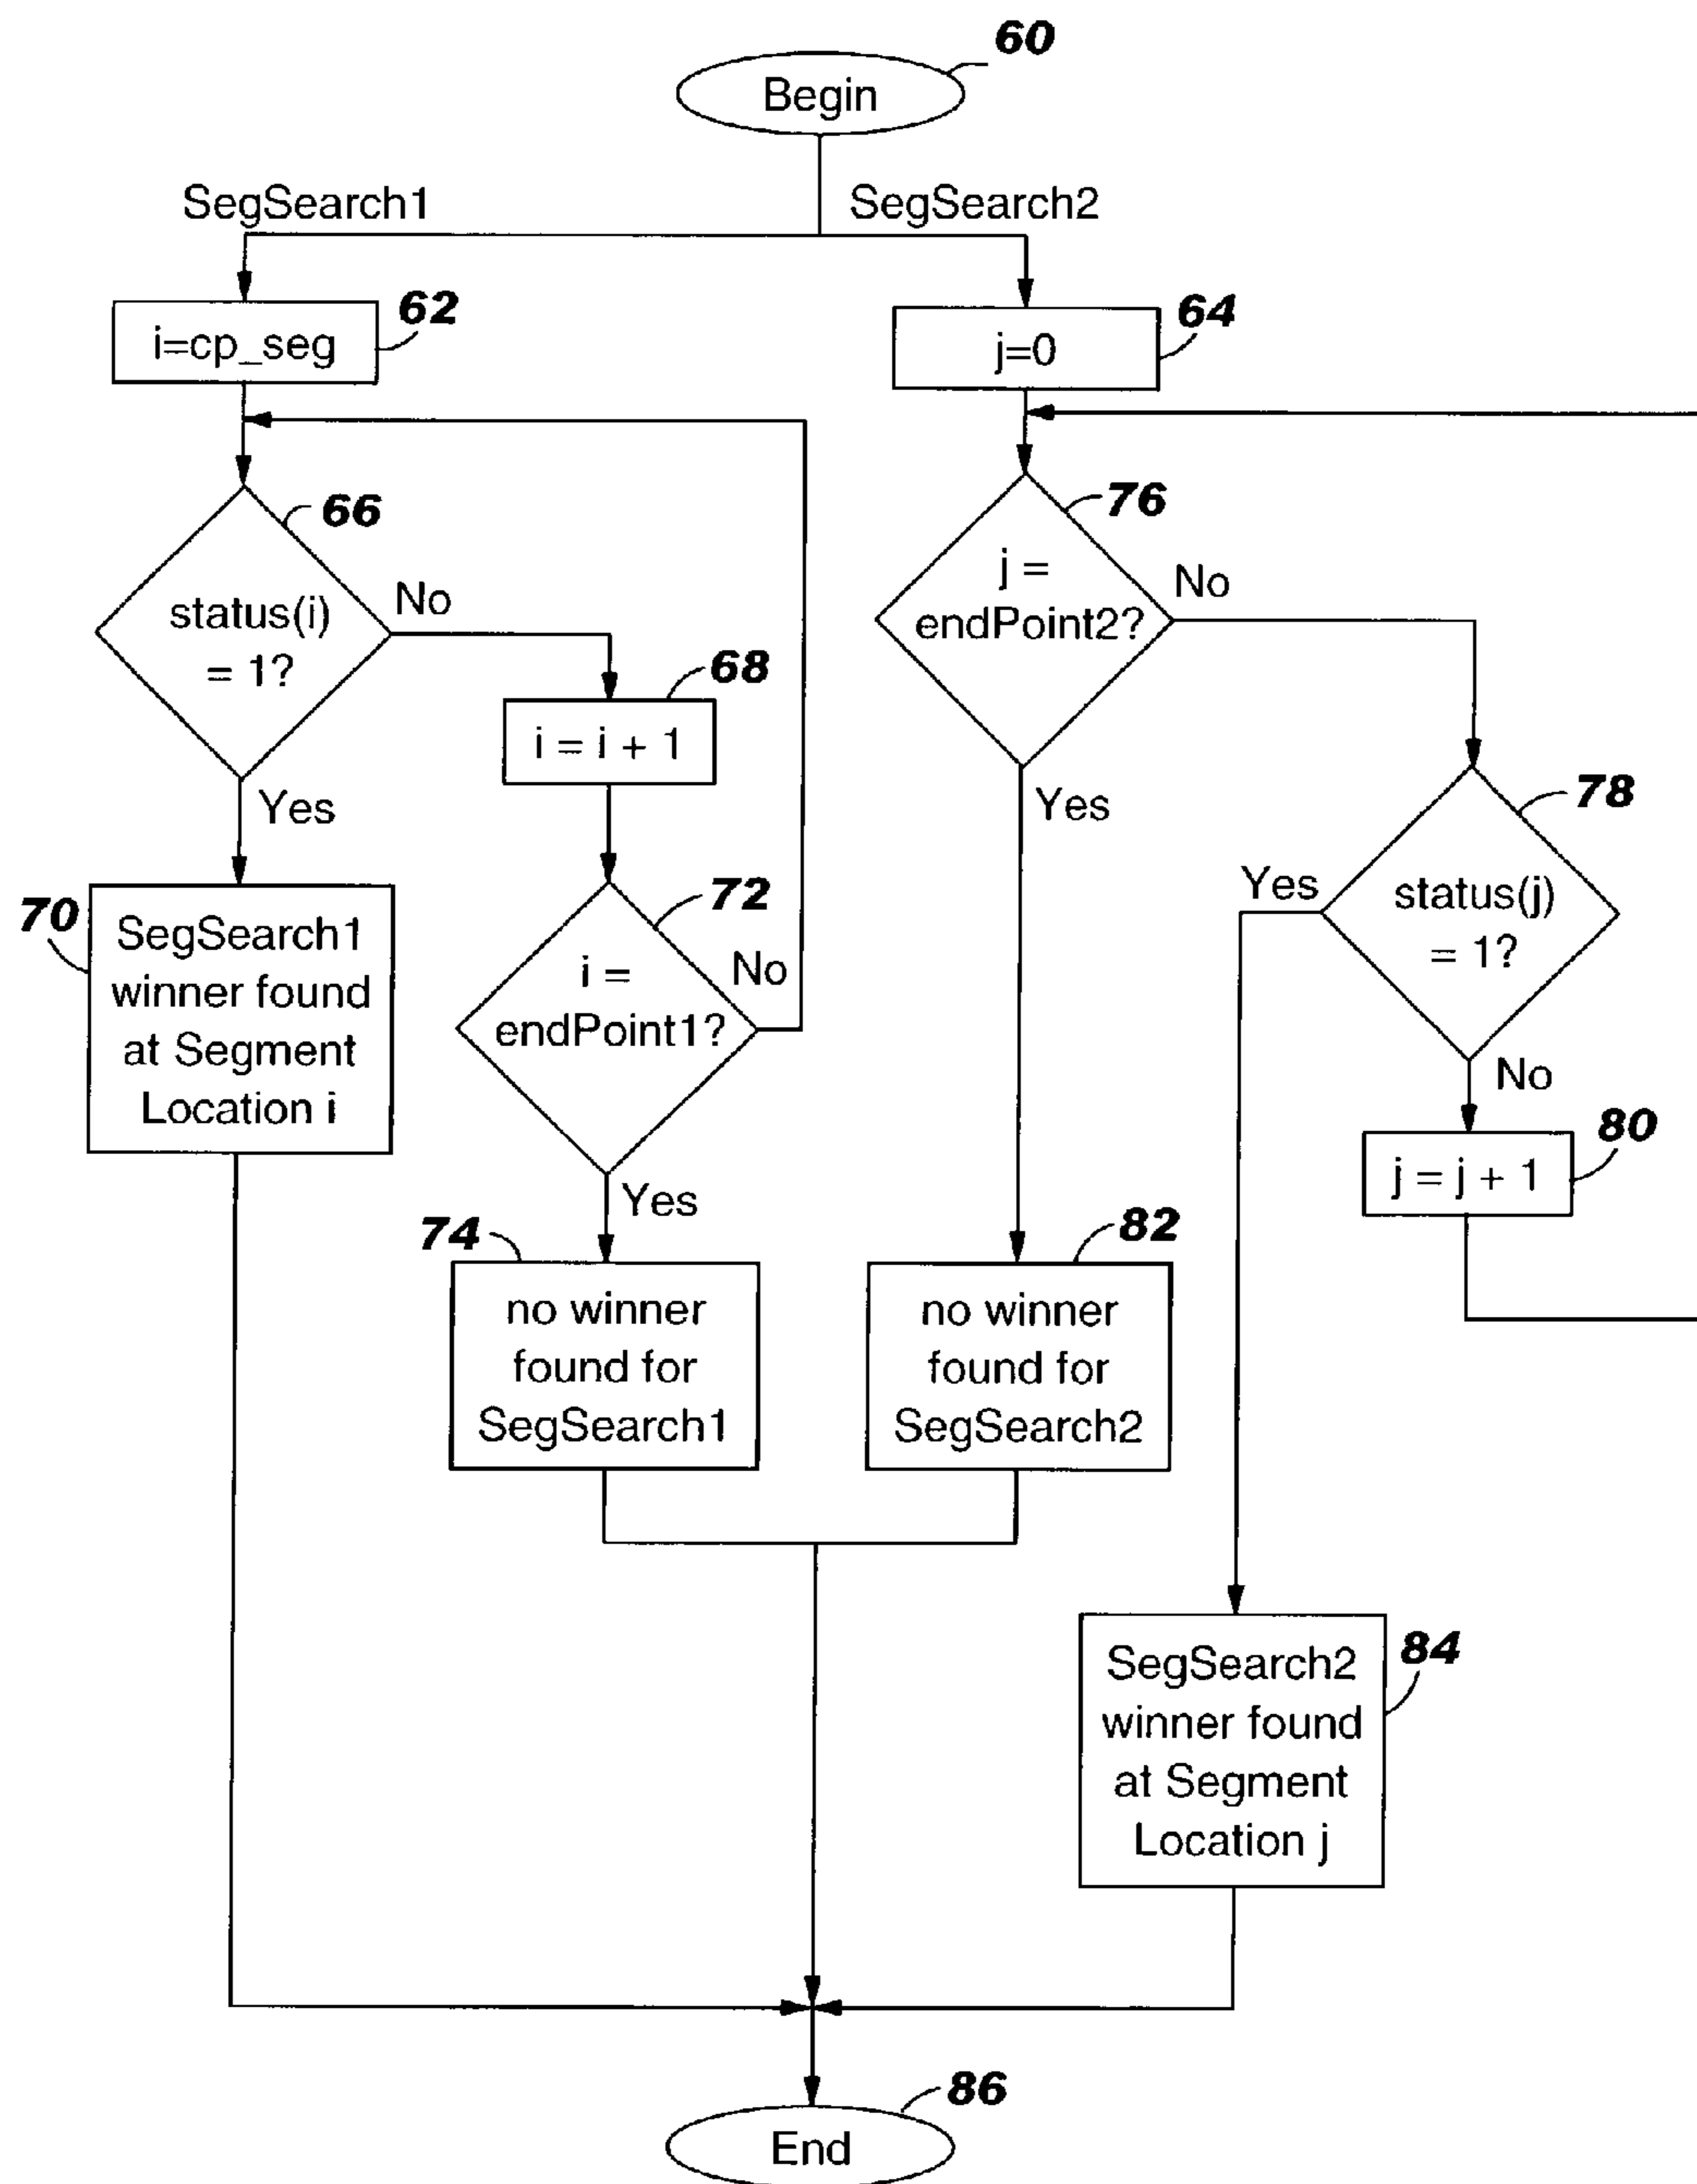 60
Begin
SegSearch1
SegSearch2
62
i=cp_seg
64
j=0
66
status(i)
= 1?
No
Yes
68
i = i + 1
70
SegSearch1
winner found
at Segment
Location i
72
i =
endPoint1?
No
Yes
74
no winner
found for
SegSearch1
76
j =
endPoint2?
No
Yes
78
status(j)
= 1?
Yes
No
80
j = j + 1
82
no winner
found for
SegSearch2
84
SegSearch2
winner found
at Segment
Location j
86
End